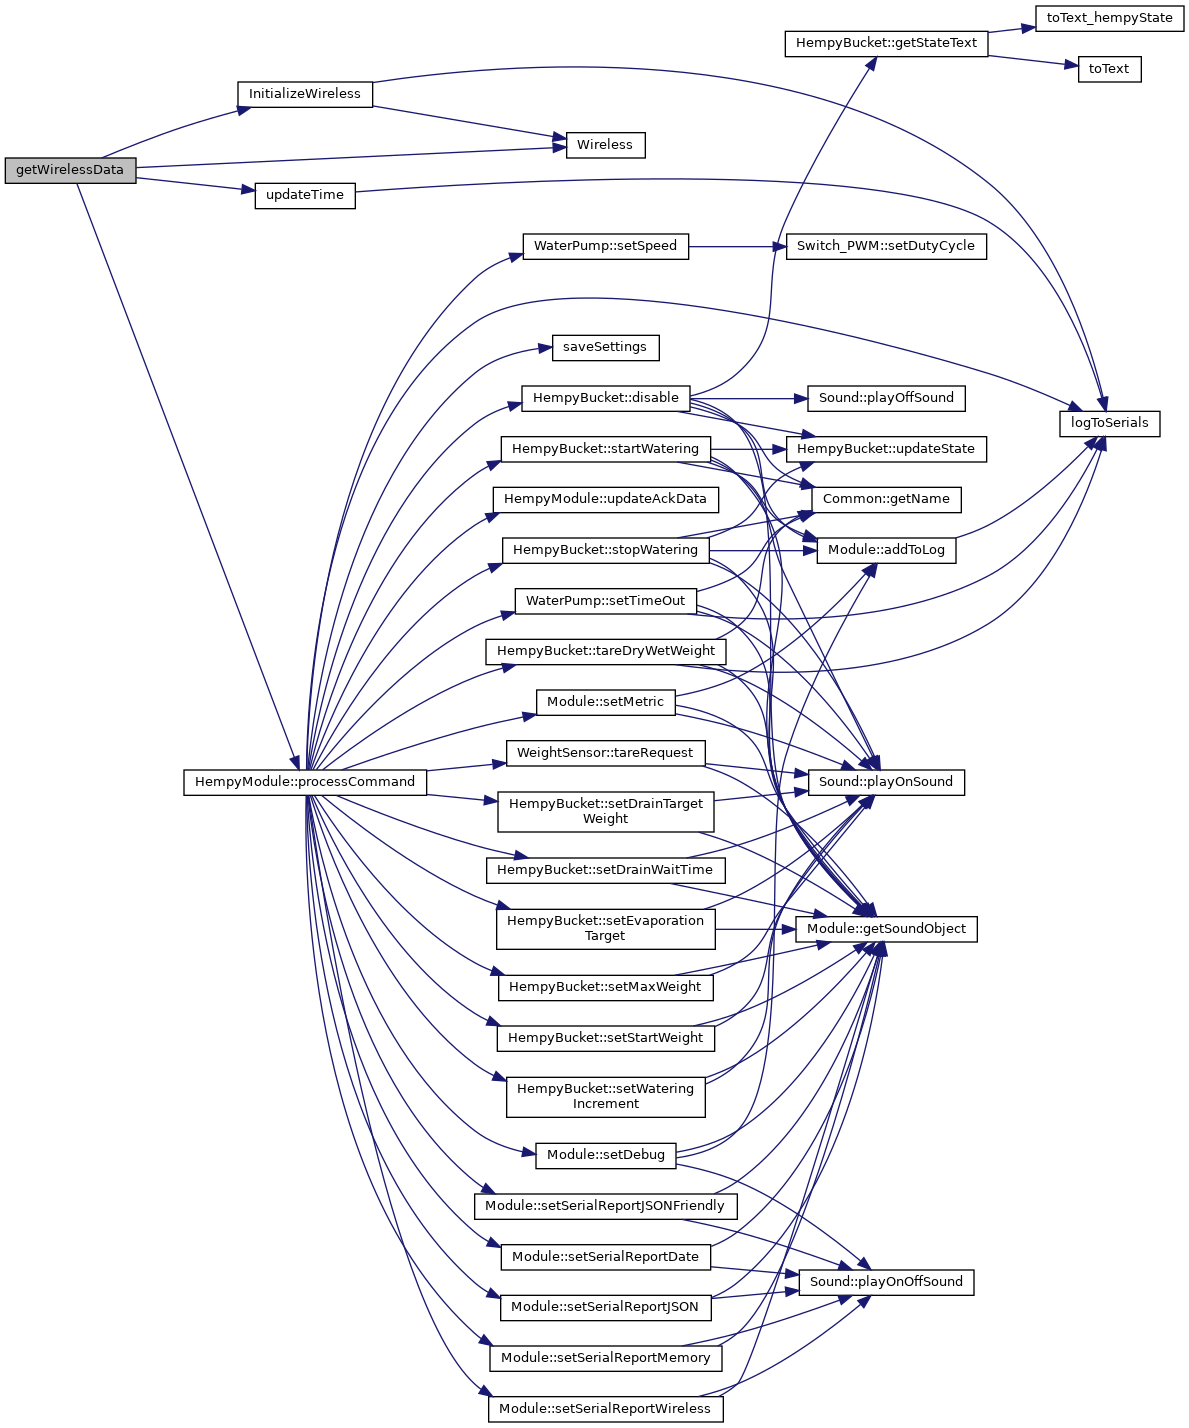 toText_hempyState
HempyBucket::getStateText
toText
InitializeWireless
Wireless
getWirelessData
updateTime
WaterPump::setSpeed
Switch_PWM::setDutyCycle
saveSettings
HempyBucket::disable
Sound::playOffSound
logToSerials
HempyBucket::startWatering
HempyBucket::updateState
HempyModule::updateAckData
Common::getName
HempyBucket::stopWatering
Module::addToLog
WaterPump::setTimeOut
HempyBucket::tareDryWetWeight
Module::setMetric
WeightSensor::tareRequest
HempyModule::processCommand
Sound::playOnSound
HempyBucket::setDrainTarget
Weight
HempyBucket::setDrainWaitTime
HempyBucket::setEvaporation
Target
Module::getSoundObject
HempyBucket::setMaxWeight
HempyBucket::setStartWeight
HempyBucket::setWatering
Increment
Module::setDebug
Module::setSerialReportJSONFriendly
Module::setSerialReportDate
Sound::playOnOffSound
Module::setSerialReportJSON
Module::setSerialReportMemory
Module::setSerialReportWireless